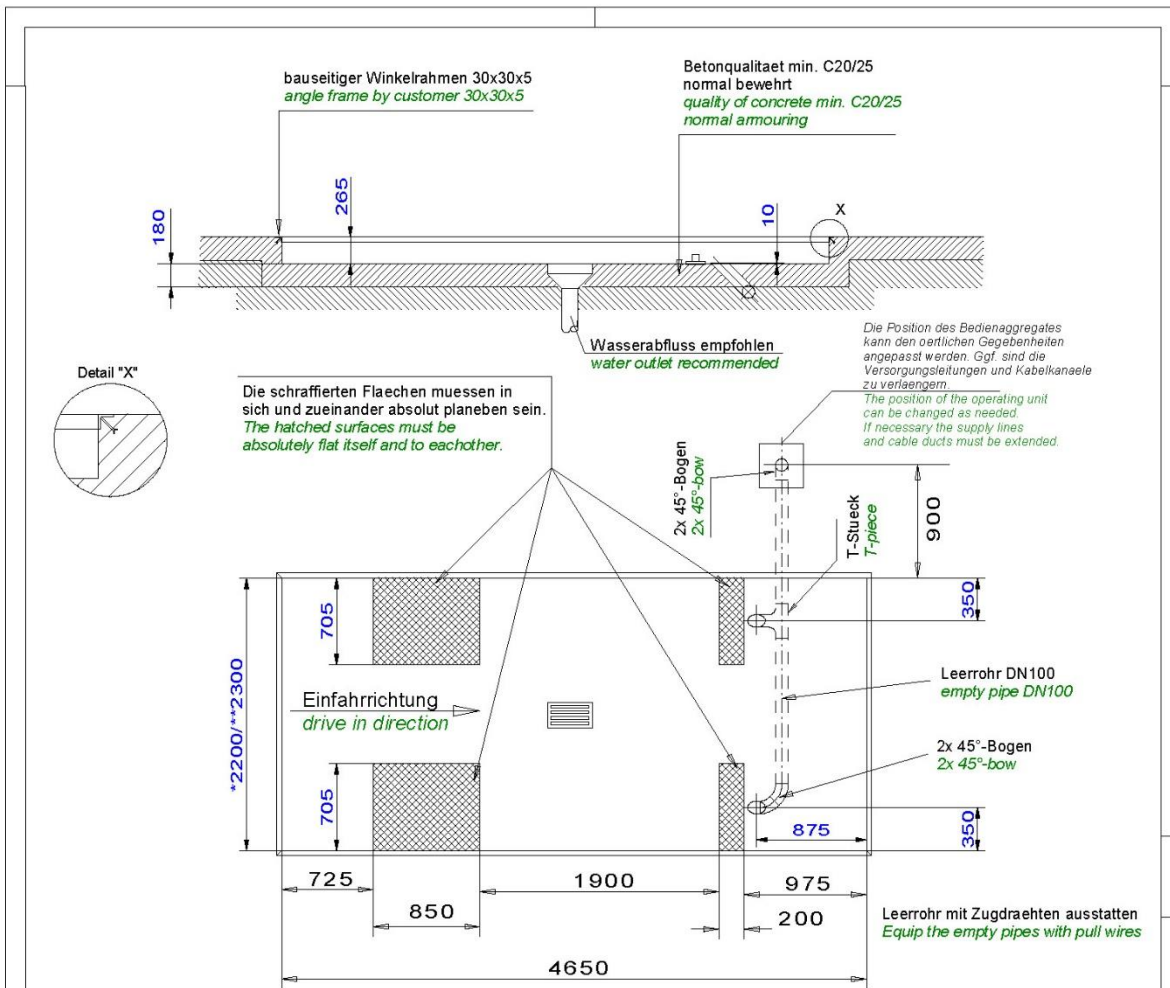 bauseitiger Winkelrahmen 30x30x5
angle frame by customer 30x30x5
Betonqualitaet min. C20/25
normal bewehrt
quality of concrete min. C20/25
normal armouring
180
265
10
X
Wasserabfluss empfohlen
water outlet recommended
Detail "X"
Die schraffierten Flaechen muessen in
sich und zueinander absolut planeben sein.
The hatched surfaces must be
absolutely flat itself and to eachother.
Die Position des Bedienaggregates
kann den oertlichen Gegebenheiten
angepasst werden. Ggf. sind die
Versorgungsleitungen und Kabelkanaele
zu verlaengern.
The position of the operating unit
can be changed as needed.
If necessary the supply lines
and cable ducts must be extended.
2x 45°-Bogen
2x 45°-bow
T-Stueck
T-piece
900
350
705
*2200/**2300
Einfahrrichtung
drive in direction
Leerrohr DN100
empty pipe DN100
2x 45°-Bogen
2x 45°-bow
705
875
350
725
1900
975
850
200
Leerrohr mit Zugdraehten ausstatten
Equip the empty pipes with pull wires
4650